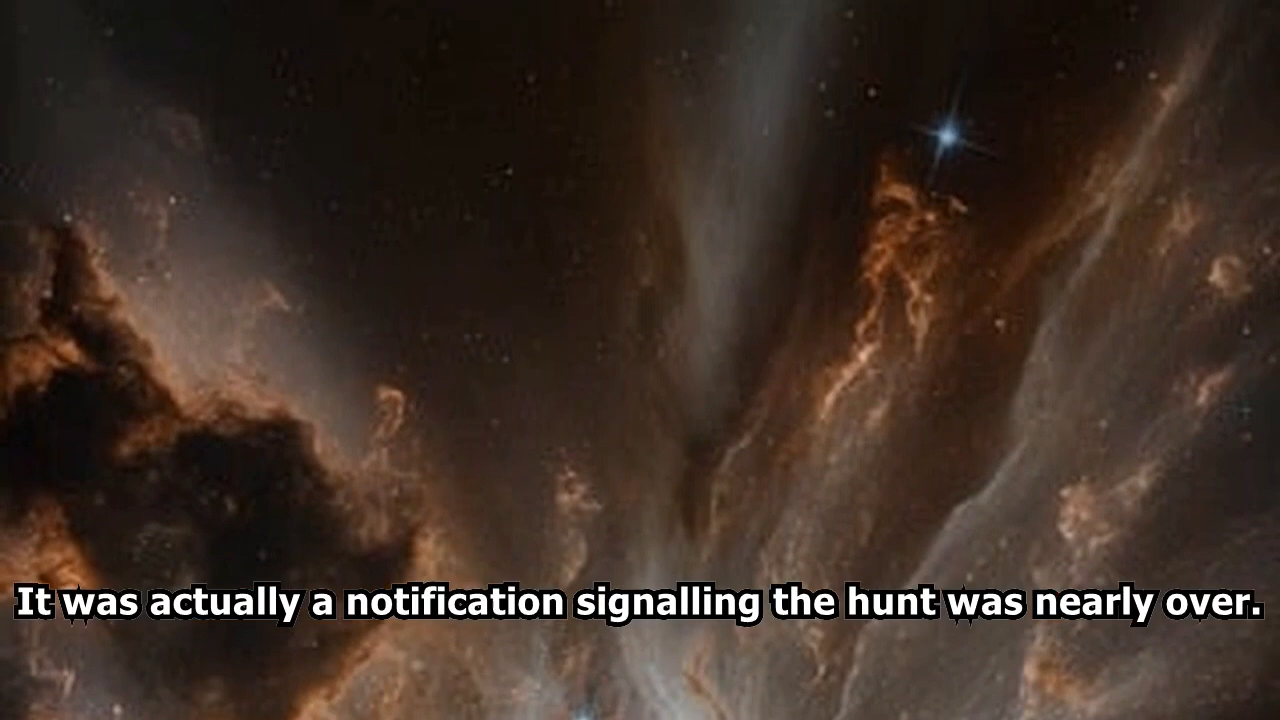 It was actually a notification signalling the hunt was nearly over.